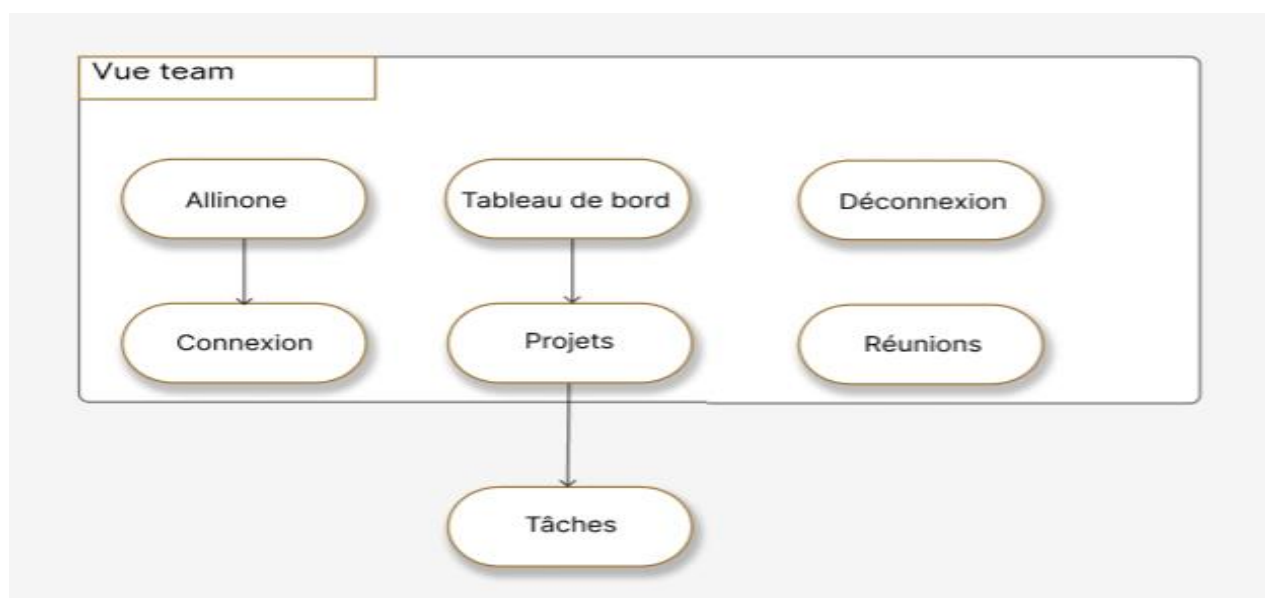 Vue team
Allinone
Tableau de bord
Déconnexion
Connexion
Projets
Réunions
Tâches